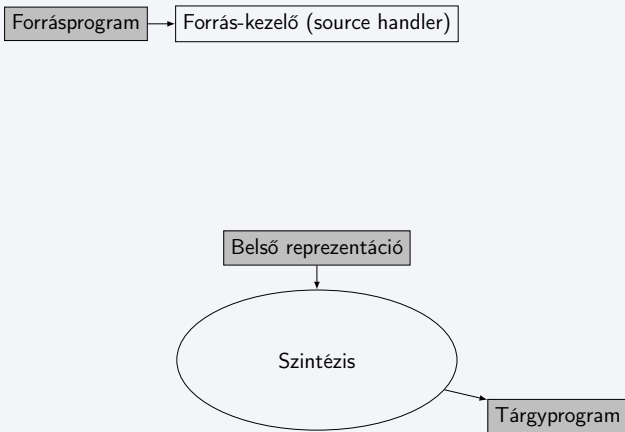 Forrásprogram
Forrás-kezelő (source handler)
Belső reprezentáció
Szintézis
Tárgyprogram